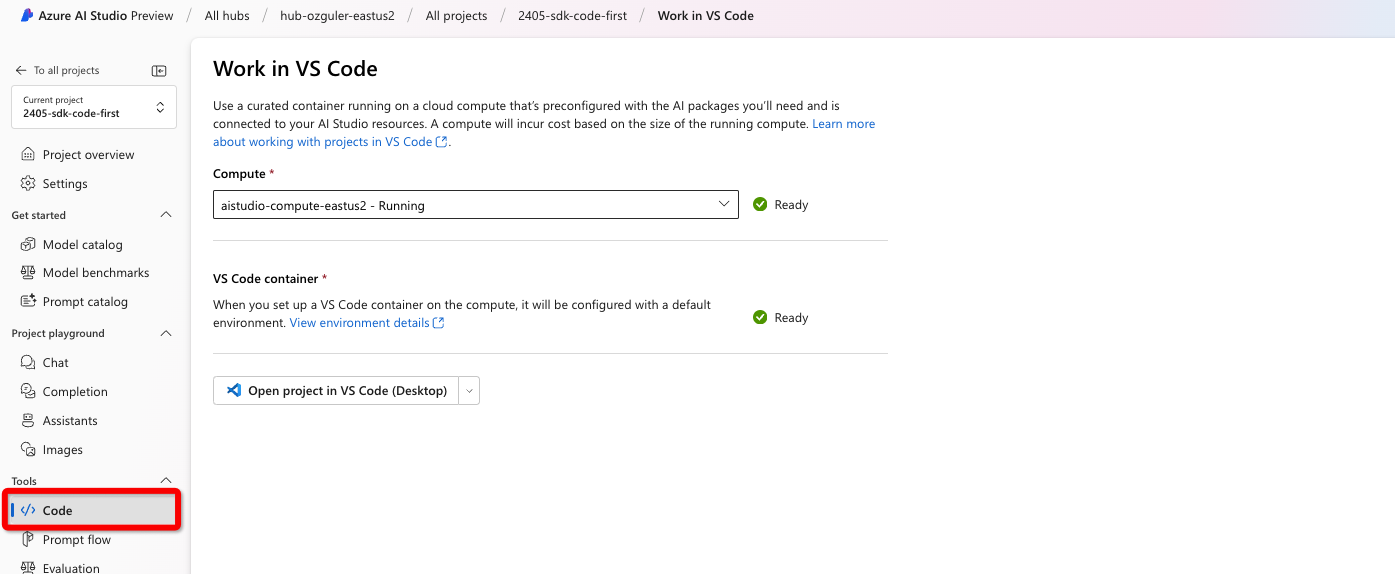 Azure AI Studio Preview / All hubs / hub-ozguler-eastus2 / All projects / 2405-sdk-code-first / Work in VS Code
To all projects
Current project
2405-sdk-code-first
Project overview
Settings
Get started
Model catalog
Model benchmarks
Prompt catalog
Project playground
Chat
Completion
Assistants
Images
Tools
Code
Prompt flow
Evaluation
Work in VS Code
Use a curated container running on a cloud compute that's preconfigured with the AI packages you'll need and is
connected to your AI Studio resources. A compute will incur cost based on the size of the running compute. Learn more
about working with projects in VS Code.
Compute *
aistudio-compute-eastus2 - Running
Ready
VS Code container *
When you set up a VS Code container on the compute, it will be configured with a default
environment. View environment details
Ready
Open project in VS Code (Desktop)